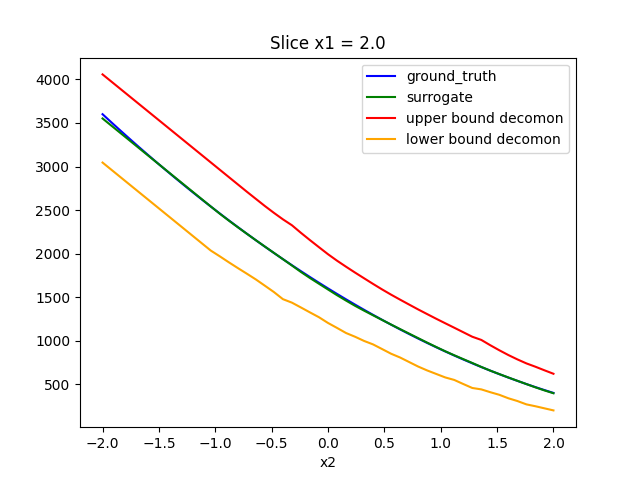 Slice x1 = 2.0
ground_truth
surrogate
upper bound decomon
lower bound decomon
4000
3500
3000
2500
2000
1500
1000
500
−2.0 −1.5 −1.0 −0.5 0.0 0.5 1.0 1.5 2.0
x2